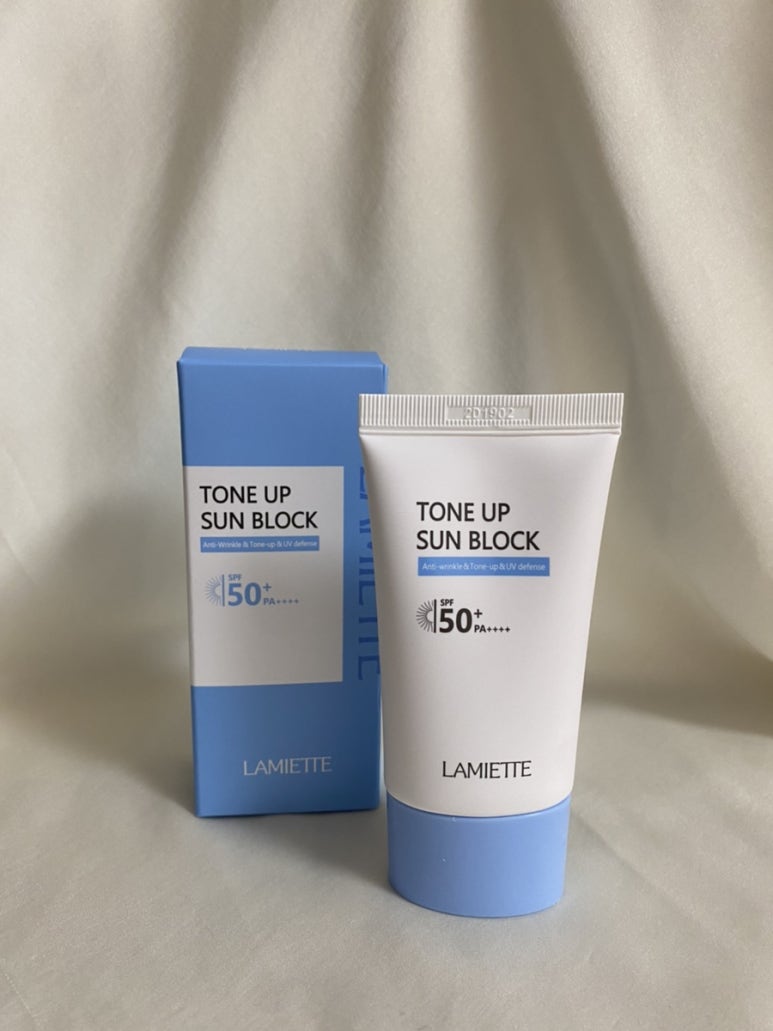 TONE UP
SUN BLOCK
Anti-Wrinkle & Tone-up & UV defense
SPF
50+
PA++++
LAMIETTE
LAMIETTE
2D1902
TONE UP
SUN BLOCK
Anti-wrinkle & Tone-up & UV defense
SPF
50+
PA++++
LAMIETTE